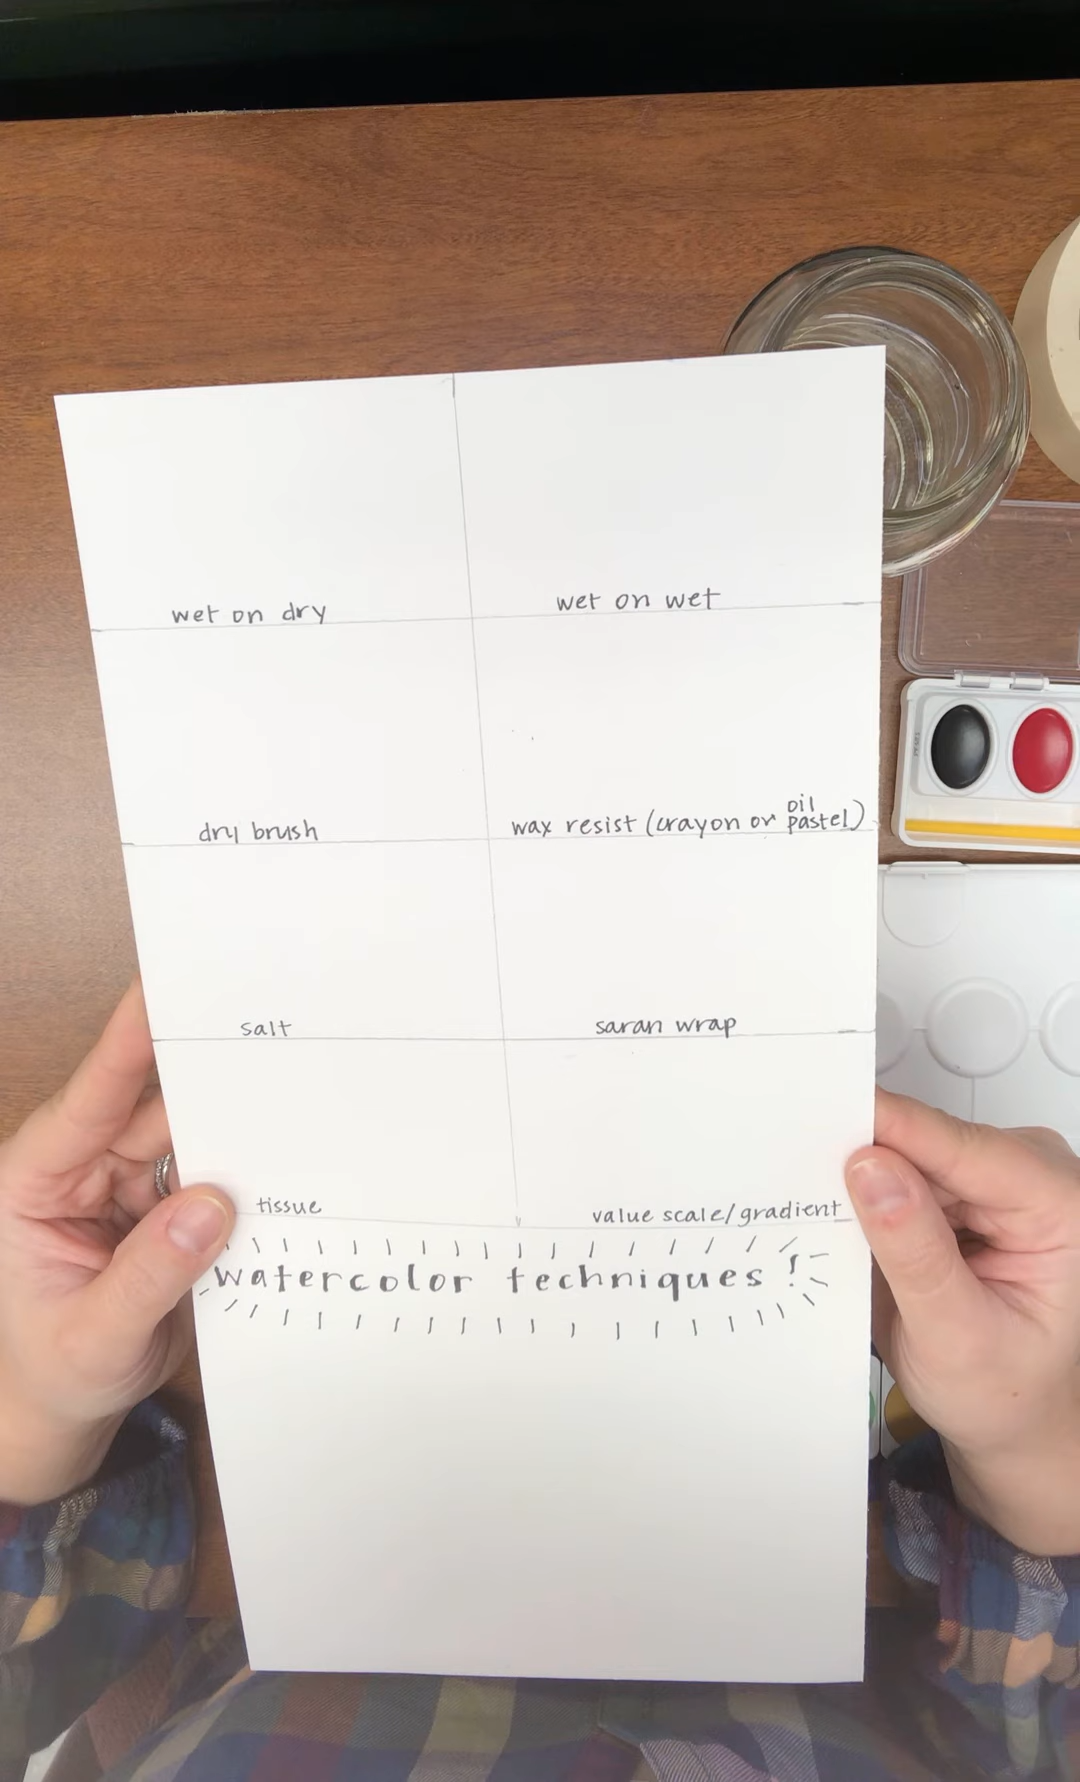 wet on dry
wet on wet
dry brush
wax resist (crayon or oil pastel)
salt
saran wrap
tissue
value scale/gradient
watercolor techniques!